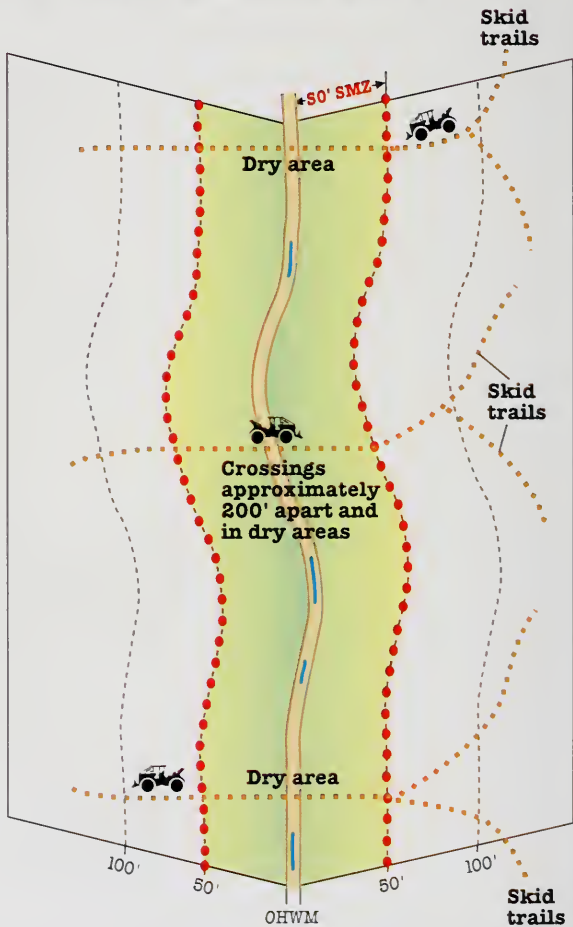 Skid
trails
50' SMZ
Dry area
Skid
trails
Crossings
approximately
200' apart and
in dry areas
Dry area
100'
50'
50'
100'
OHWM
Skid
trails